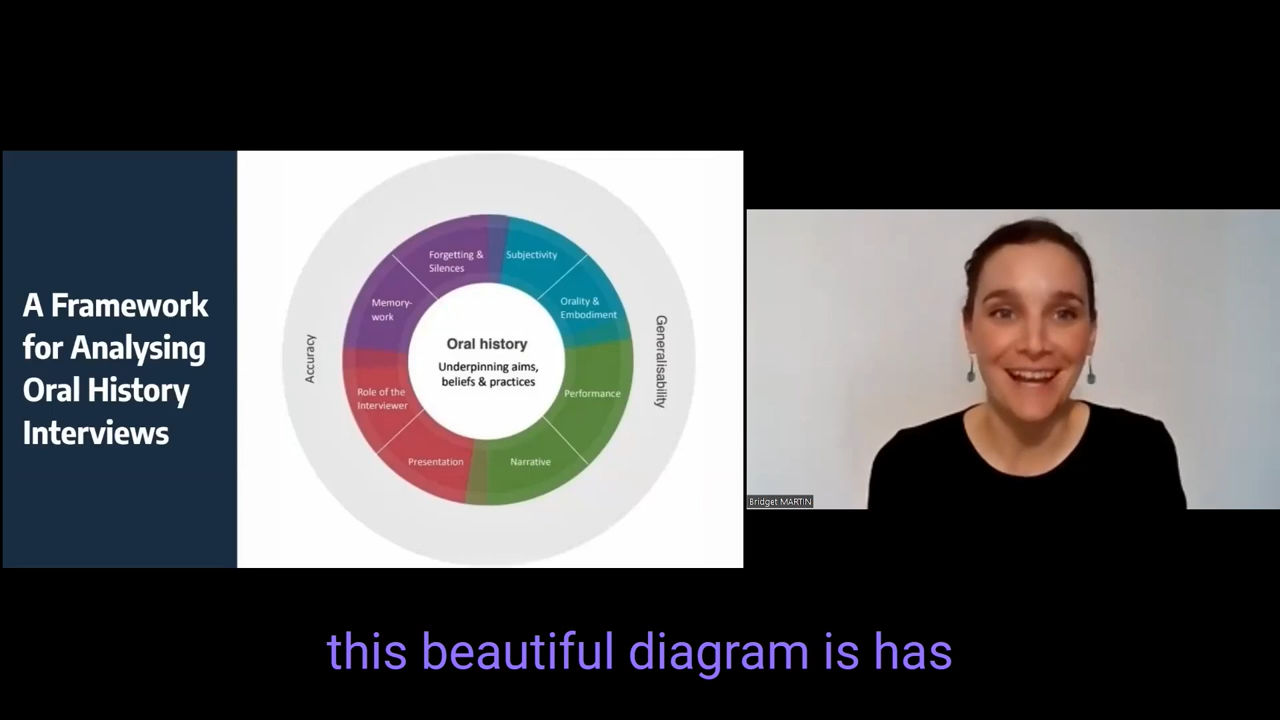 A Framework
for Analysing
Oral History
Interviews
Forgetting &
Silences
Subjectivity
Memory-
work
Orality &
Embodiment
Accuracy
Oral history
Underpinning aims,
beliefs & practices
Generalisability
Role of the
Interviewer
Performance
Presentation
Narrative
Bridget MARTIN
this beautiful diagram is has